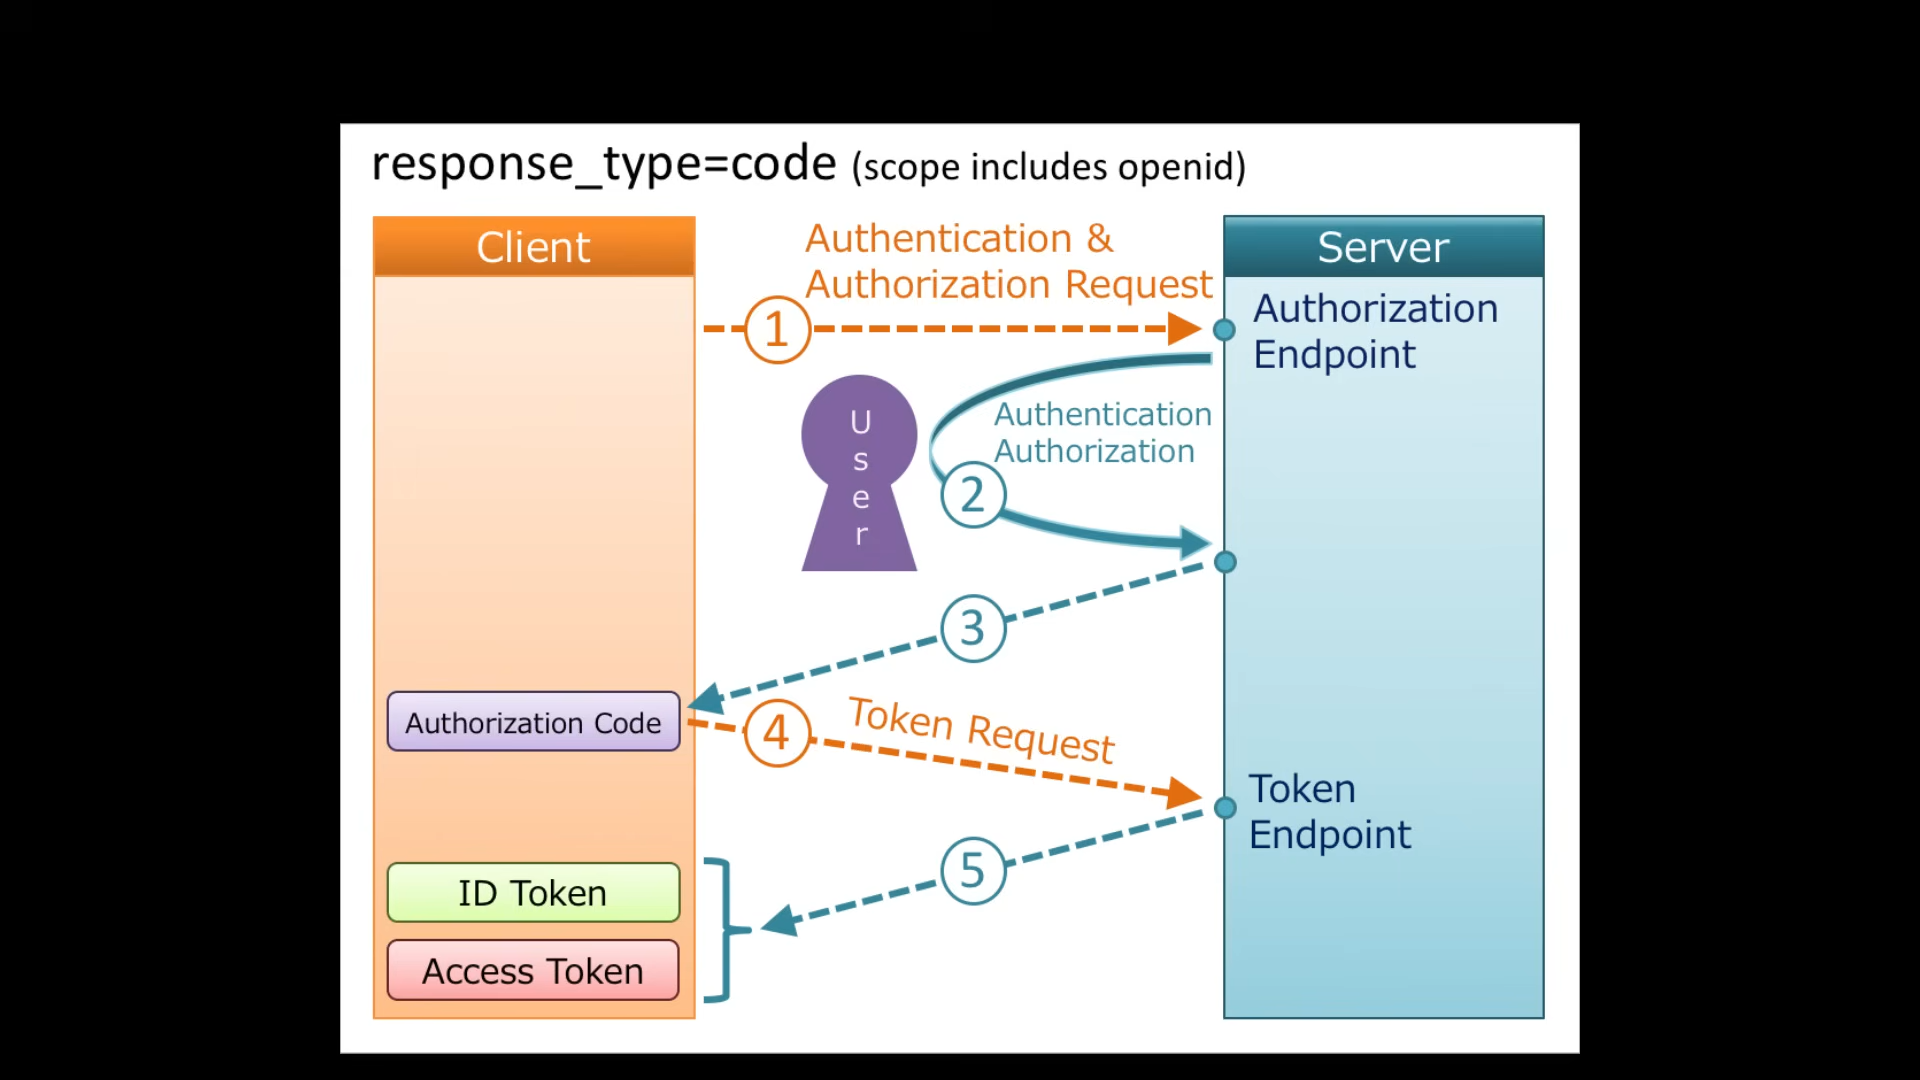 response_type=code (scope includes openid)
Client
Authentication &
Authorization Request
Server
1
Authorization
Endpoint
User
Authentication
Authorization
2
3
Authorization Code
4
Token Request
Token
Endpoint
5
ID Token
Access Token